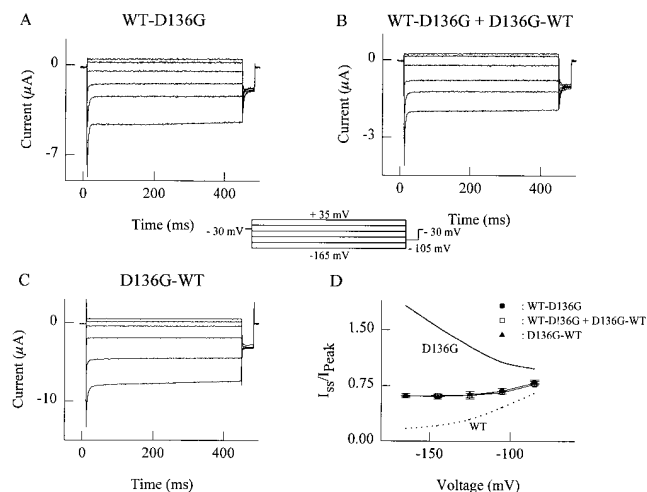 A
WT-D136G
Current (μA)
0
-7
0
200
400
Time (ms)
B
WT-D136G + D136G-WT
Current (μA)
0
-3
0
200
400
Time (ms)
+ 35 mV
- 30 mV
- 30 mV
- 105 mV
-165 mV
C
D136G-WT
Current (μA)
0
-10
0
200
400
Time (ms)
D
: WT-D136G
: WT-D!36G + D136G-WT
: D136G-WT
ISS/IPeak
1.50
0.75
0.00
D136G
WT
-150
-100
Voltage (mV)